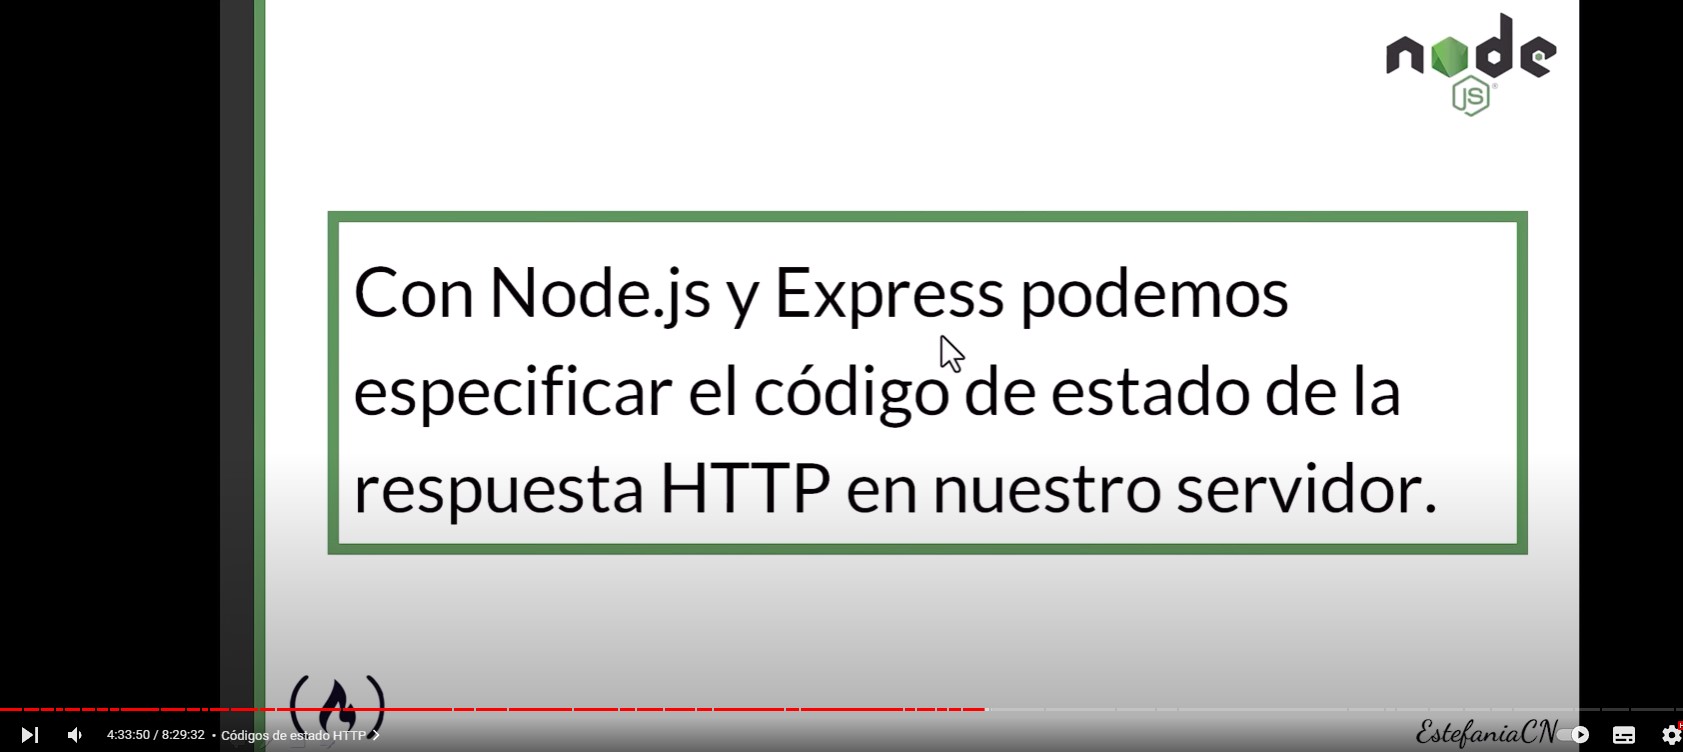 node
JS
Con Node.js y Express podemos
especificar el código de estado de la
respuesta HTTP en nuestro servidor.
4:33:50 / 8:29:32 • Códigos de estado HTTP
EstefaniaCN